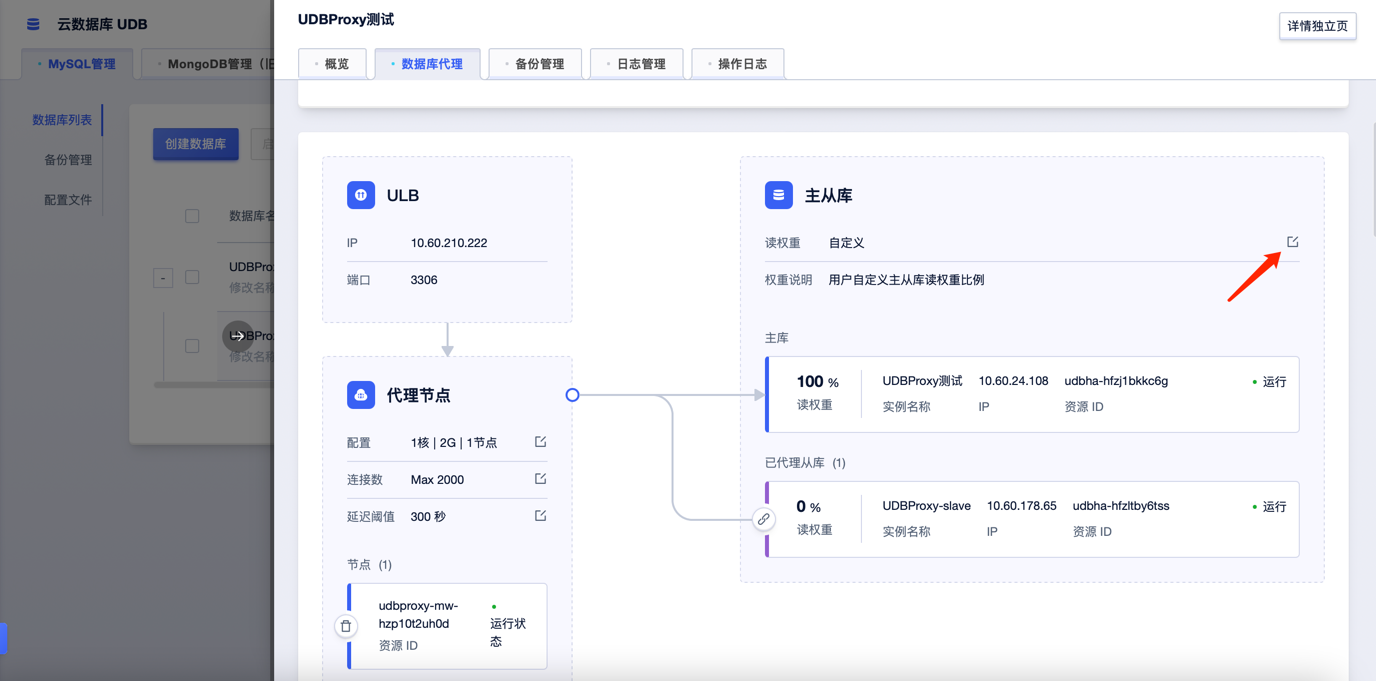 云数据库 UDB
MySQL管理
MongoDB管理（旧
数据库列表
备份管理
配置文件
创建数据库
启
数据库名
-
UDBPro
修改名称
UDBPro
修改名称
UDBProxy测试
详情独立页
概览
数据库代理
备份管理
日志管理
操作日志
ULB
IP 10.60.210.222
端口 3306
代理节点
配置 1核 | 2G | 1节点
连接数 Max 2000
延迟阈值 300 秒
节点 (1)
udbproxy-mw-
hzp10t2uh0d
资源 ID
运行状
态
主从库
读权重 自定义
权重说明 用户自定义主从库读权重比例
主库
100 % UDBProxy测试 10.60.24.108 udbha-hfzj1bkkc6g 运行
读权重 实例名称 IP 资源 ID
已代理从库 (1)
0 % UDBProxy-slave 10.60.178.65 udbha-hfzltby6tss 运行
读权重 实例名称 IP 资源 ID